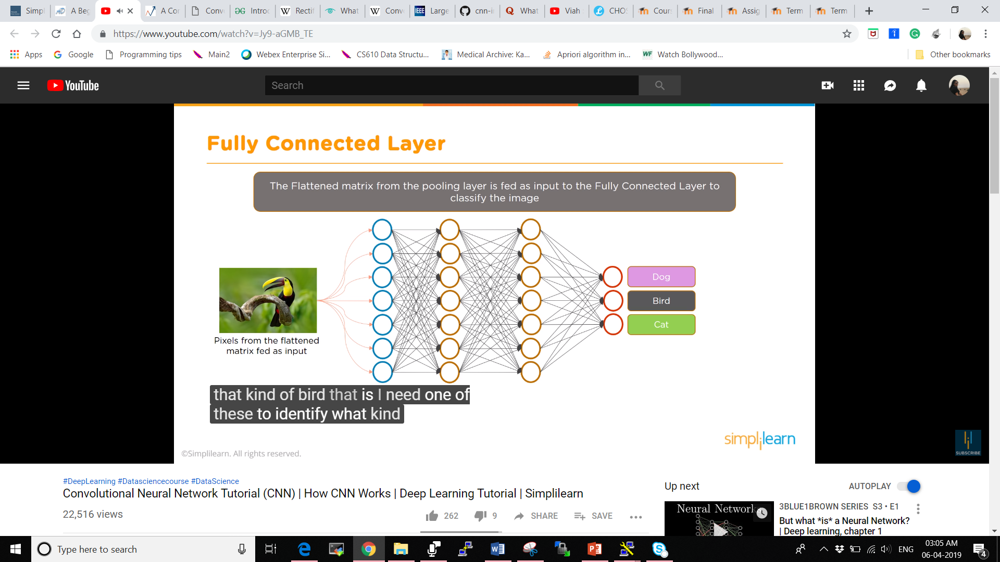 Simpl
A Beg
A Cor
Conv
Introd
Rectif
What
Conv
Large
cnn-in
What
Viah
CHOS
Cours
Final
Assig
Term
Term
https://www.youtube.com/watch?v=Jy9-aGMB_TE
Apps
Google
Programming tips
Main2
Webex Enterprise Si...
CS610 Data Structu...
Medical Archive: Ka...
Apriori algorithm in...
WF Watch Bollywood...
Other bookmarks
YouTube
Search
Fully Connected Layer
The Flattened matrix from the pooling layer is fed as input to the Fully Connected Layer to
classify the image
Dog
Bird
Cat
Pixels from the flattened
matrix fed as input
that kind of bird that is I need one of
these to identify what kind
simplilearn
SUBSCRIBE
©Simplilearn. All rights reserved.
#DeepLearning #Datasciencecourse #DataScience
Convolutional Neural Network Tutorial (CNN) | How CNN Works | Deep Learning Tutorial | Simplilearn
22,516 views
262
9
SHARE
SAVE
Up next
AUTOPLAY
Neural Network
3BLUE1BROWN SERIES S3 • E1
But what *is* a Neural Network?
| Deep learning, chapter 1
Type here to search
ENG
03:05 AM
06-04-2019
4